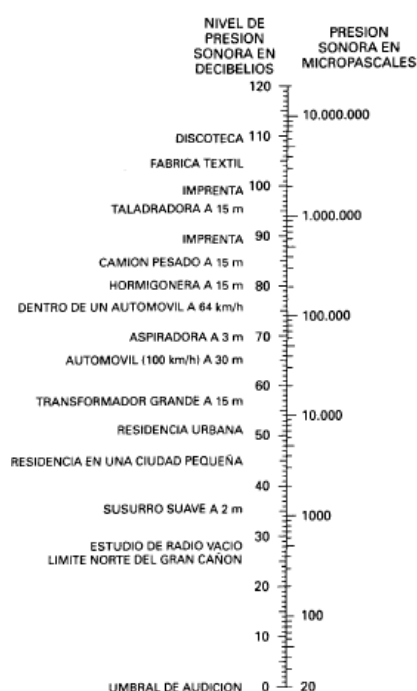 NIVEL DE
PRESION
SONORA EN
DECIBELIOS
PRESION
SONORA EN
MICROPASCALES
120
10.000.000
DISCOTECA 110
FABRICA TEXTIL
IMPRENTA 100
TALADRADORA A 15 m
1.000.000
IMPRENTA 90
CAMION PESADO A 15 m
HORMIGONERA A 15 m 80
DENTRO DE UN AUTOMOVIL A 64 km/h
100.000
ASPIRADORA A 3 m 70
AUTOMOVIL (100 km/h) A 30 m
60
TRANSFORMADOR GRANDE A 15 m
10.000
RESIDENCIA URBANA 50
RESIDENCIA EN UNA CIUDAD PEQUEÑA
40
SUSURRO SUAVE A 2 m
1000
30
ESTUDIO DE RADIO VACIO
LIMITE NORTE DEL GRAN CAÑON
20
100
10
UMBRAL DE AUDICION 0 20